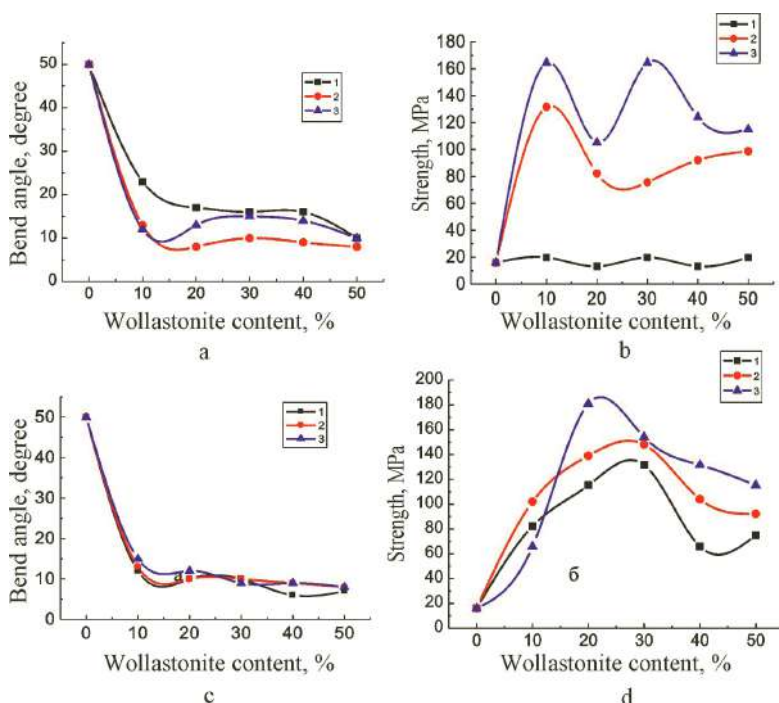 Bend angle, degree
50
40
30
20
10
0
1
2
3
0 10 20 30 40 50
Wollastonite content, %
a
Strength, MPa
180
160
140
120
100
80
60
40
20
0
1
2
3
0 10 20 30 40 50
Wollastonite content, %
b
Bend angle, degree
50
40
30
20
10
0
1
2
3
a
0 10 20 30 40 50
Wollastonite content, %
c
Strength, MPa
200
180
160
140
120
100
80
60
40
20
0
1
2
3
б
0 10 20 30 40 50
Wollastonite content, %
d